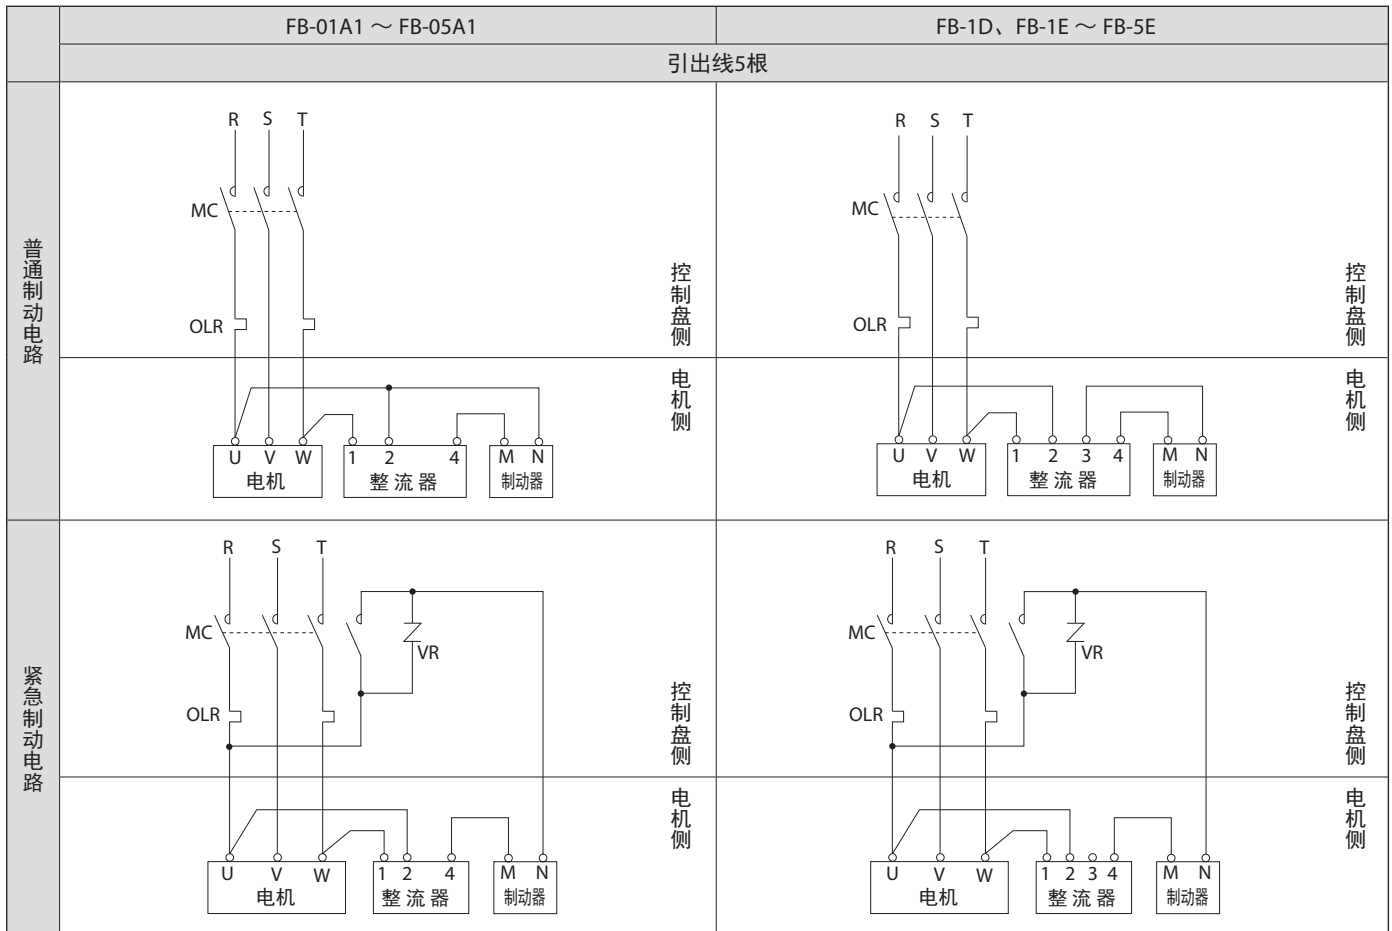 FB-01A1 ～ FB-05A1
FB-1D、FB-1E ～ FB-5E
引出线5根
普通制动电路
R S T
MC
OLR
控制盘侧
电机侧
U V W
电机
1 2 4
整流器
M N
制动器
R S T
MC
OLR
控制盘侧
电机侧
U V W
电机
1 2 3 4
整流器
M N
制动器
紧急制动电路
R S T
MC
VR
OLR
控制盘侧
电机侧
U V W
电机
1 2 4
整流器
M N
制动器
R S T
MC
VR
OLR
控制盘侧
电机侧
U V W
电机
1 2 3 4
整流器
M N
制动器